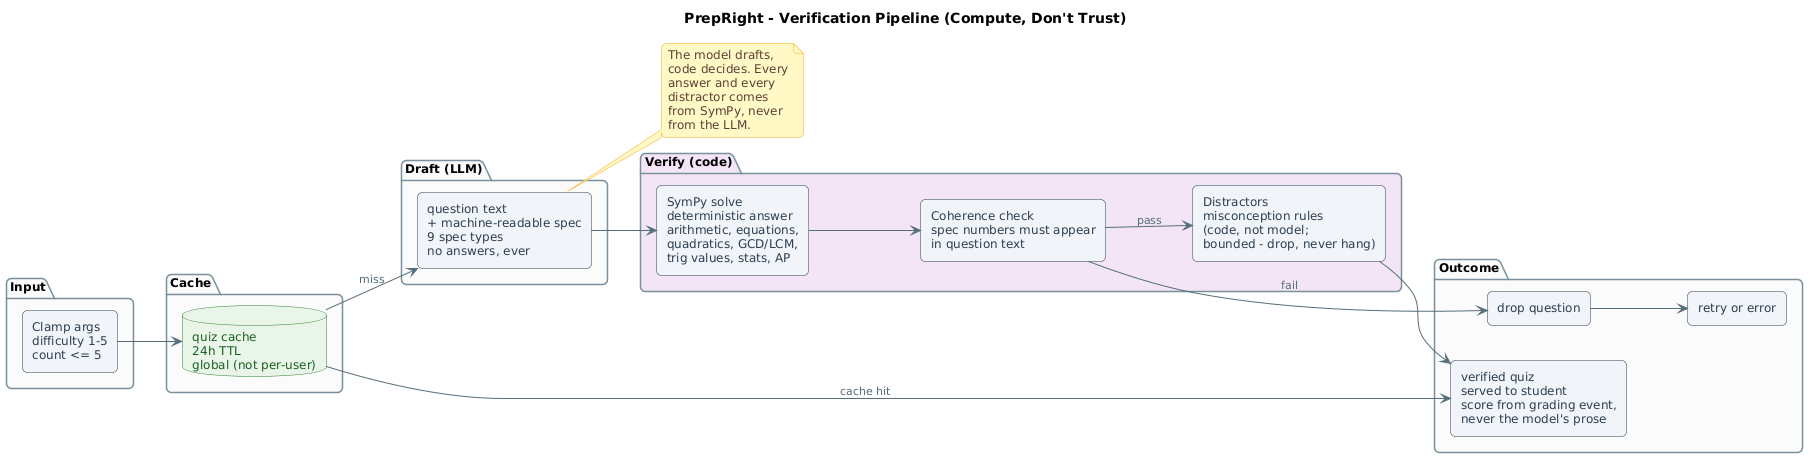 PrepRight - Verification Pipeline (Compute, Don't Trust)
The model drafts,
code decides. Every
answer and every
distractor comes
from SymPy, never
from the LLM.
Input
Clamp args
difficulty 1-5
count <= 5
Cache
quiz cache
24h TTL
global (not per-user)
miss
Draft (LLM)
question text
+ machine-readable spec
9 spec types
no answers, ever
Verify (code)
SymPy solve
deterministic answer
arithmetic, equations,
quadratics, GCD/LCM,
trig values, stats, AP
Coherence check
spec numbers must appear
in question text
pass
Distractors
misconception rules
(code, not model;
bounded - drop, never hang)
fail
cache hit
Outcome
drop question
retry or error
verified quiz
served to student
score from grading event,
never the model's prose